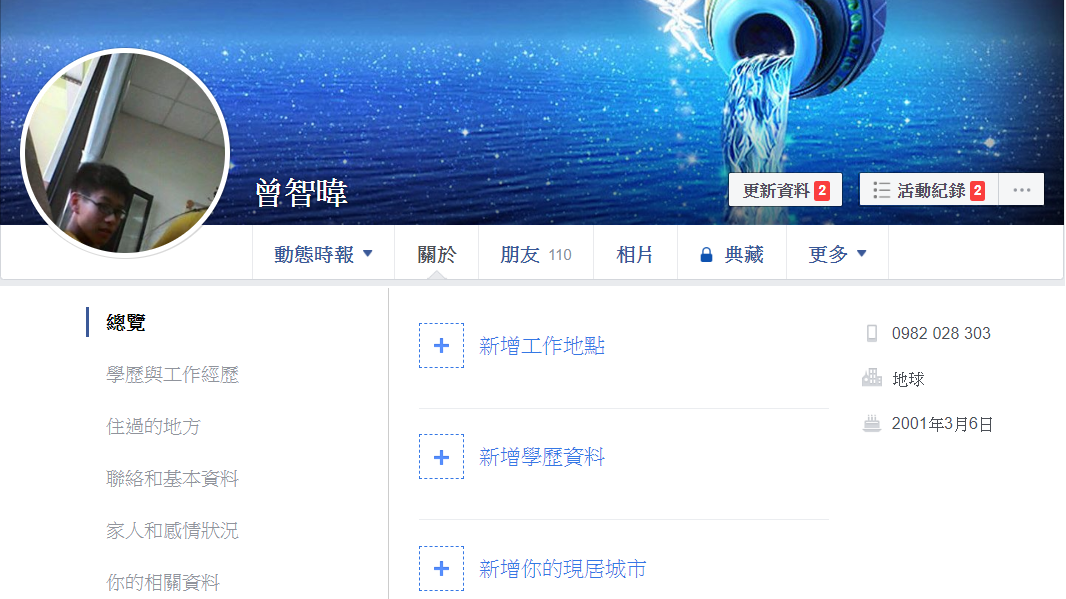 曾智暐
更新資料 2
活動紀錄 2 ...
動態時報 關於 朋友 110 相片 典藏 更多
總覽
學歷與工作經歷
住過的地方
聯絡和基本資料
家人和感情狀況
你的相關資料
+ 新增工作地點
+ 新增學歷資料
+ 新增你的現居城市
0982 028 303
地球
2001年3月6日